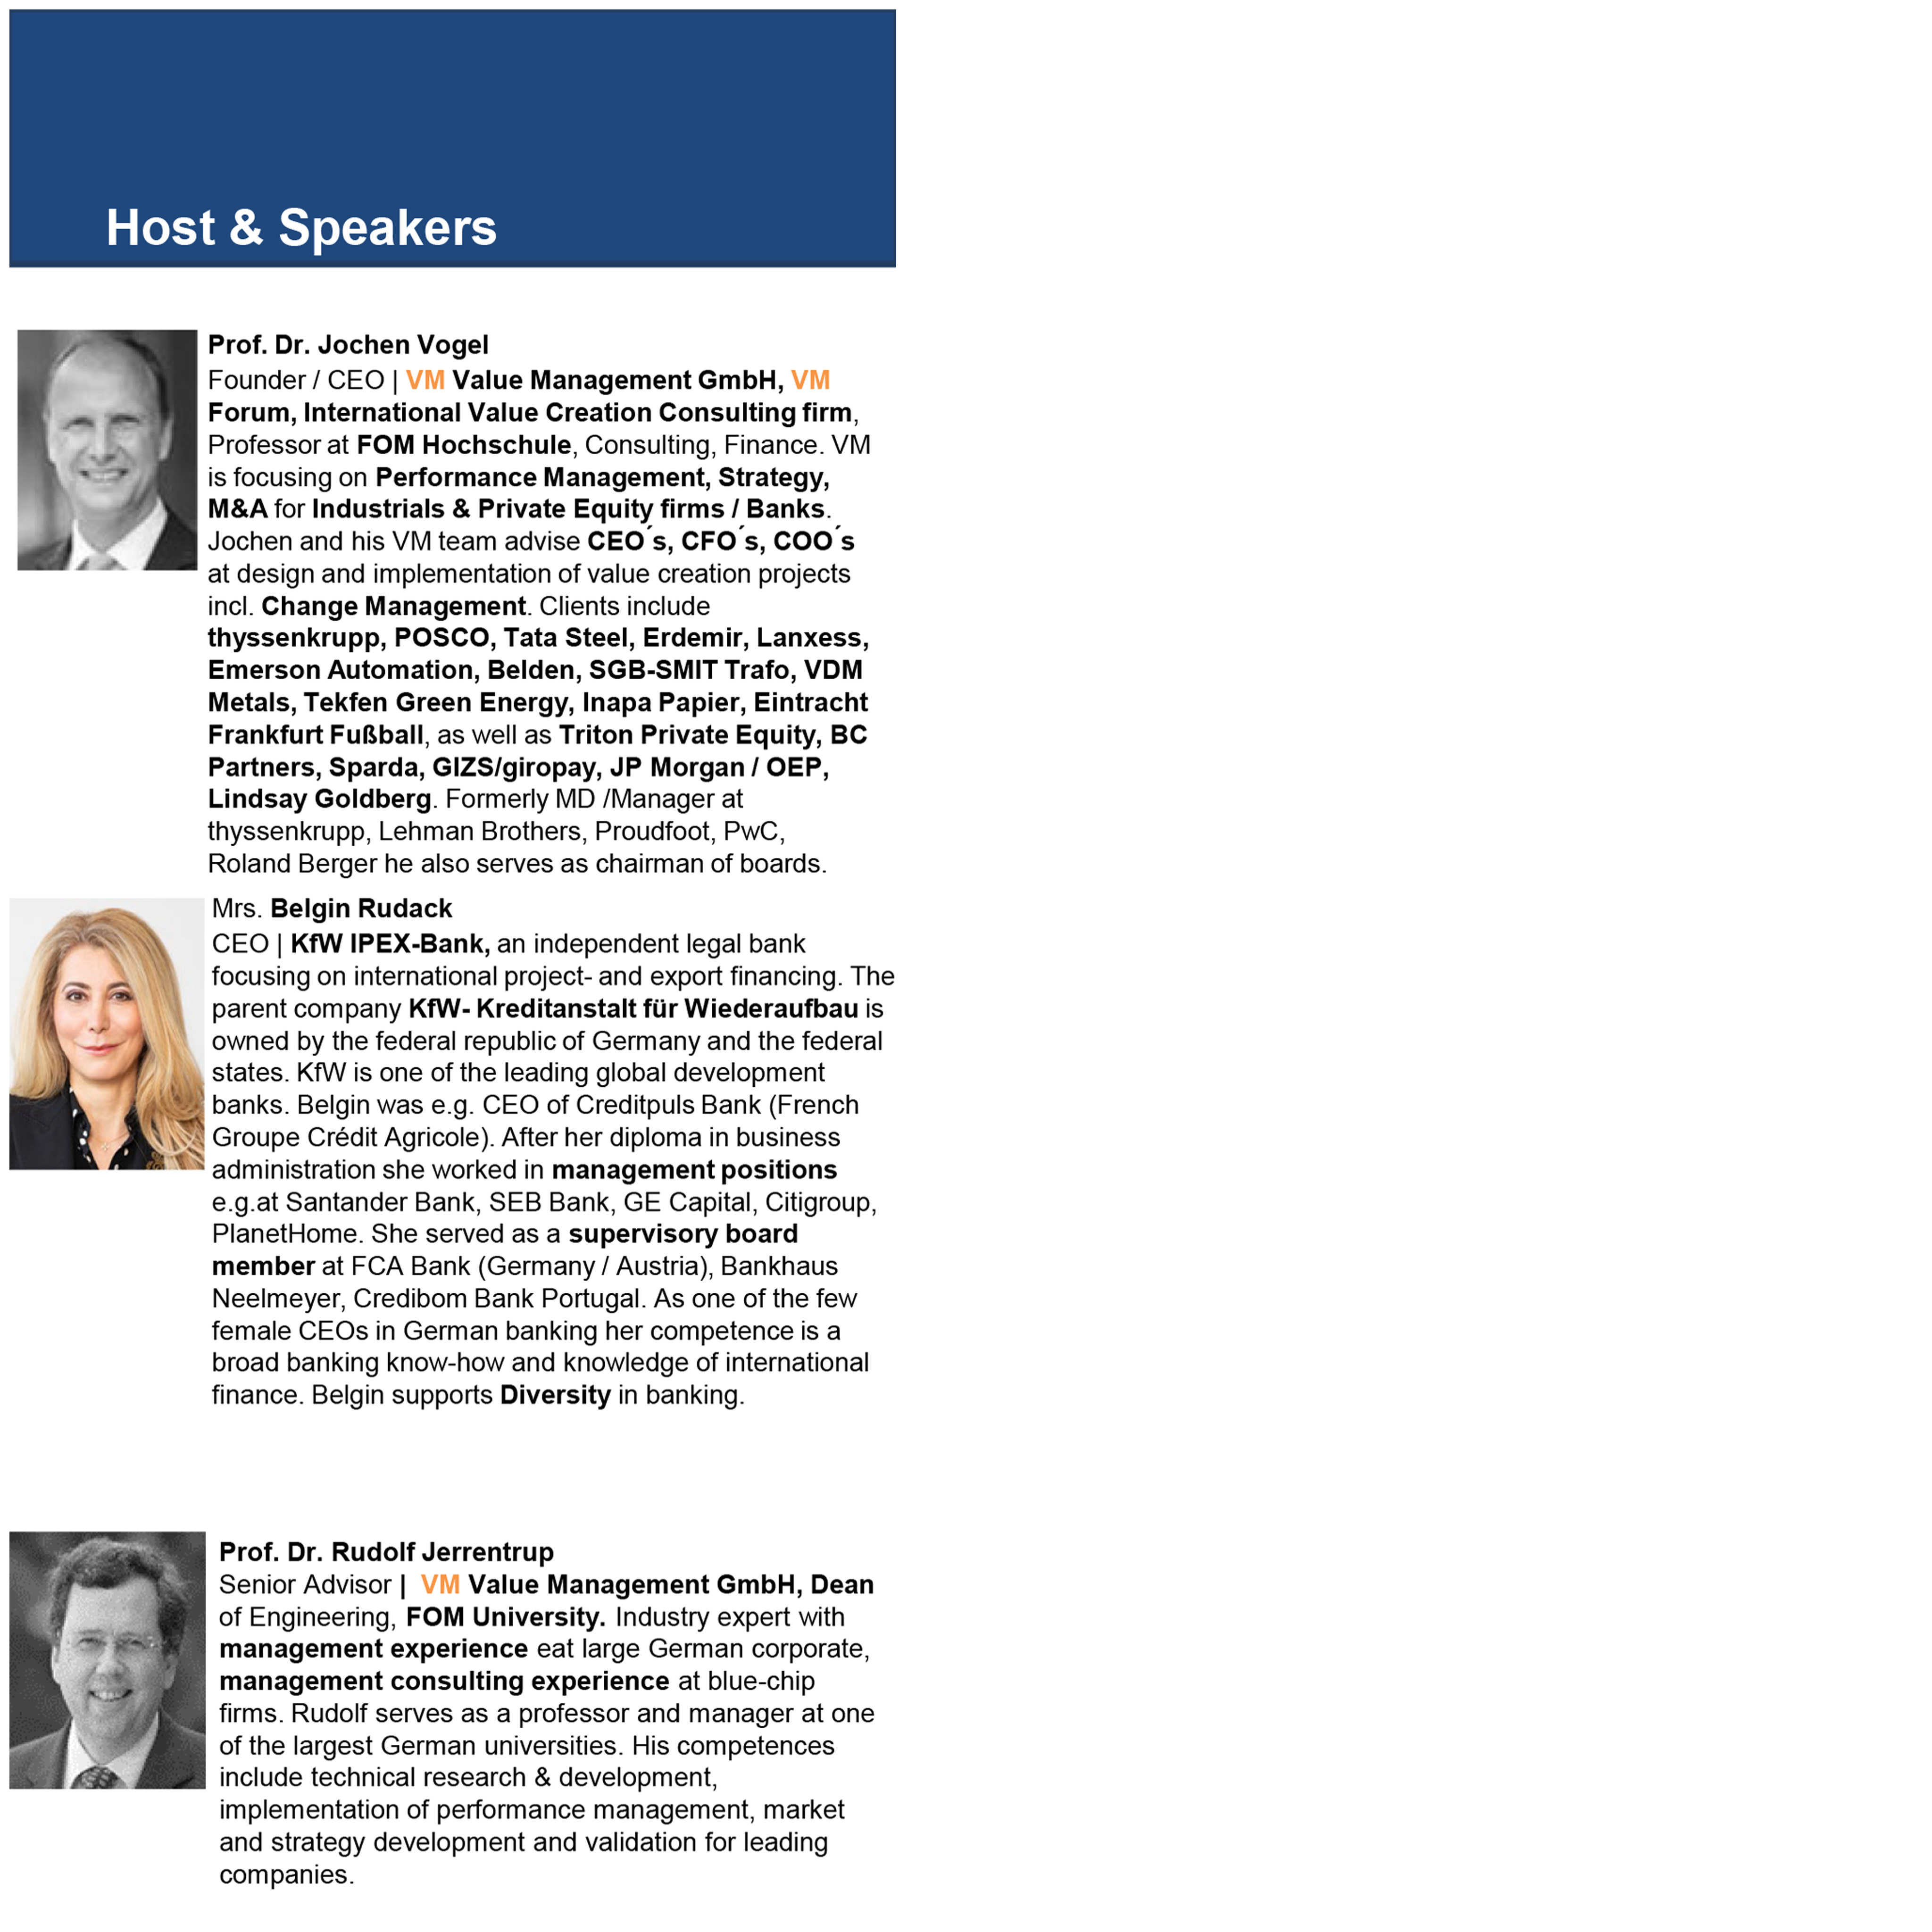 Host & Speakers
Prof. Dr. Jochen Vogel
Founder / CEO | VM Value Management GmbH, VM
Forum, International Value Creation Consulting firm,
Professor at FOM Hochschule, Consulting, Finance. VM
is focusing on Performance Management, Strategy,
M&A for Industrials & Private Equity firms / Banks.
Jochen and his VM team advise CEO´s, CFO´s, COO´s
at design and implementation of value creation projects
incl. Change Management. Clients include
thyssenkrupp, POSCO, Tata Steel, Erdemir, Lanxess,
Emerson Automation, Belden, SGB-SMIT Trafo, VDM
Metals, Tekfen Green Energy, Inapa Papier, Eintracht
Frankfurt Fußball, as well as Triton Private Equity, BC
Partners, Sparda, GIZS/giropay, JP Morgan / OEP,
Lindsay Goldberg. Formerly MD /Manager at
thyssenkrupp, Lehman Brothers, Proudfoot, PwC,
Roland Berger he also serves as chairman of boards.
Mrs. Belgin Rudack
CEO | KfW IPEX-Bank, an independent legal bank
focusing on international project- and export financing. The
parent company KfW- Kreditanstalt für Wiederaufbau is
owned by the federal republic of Germany and the federal
states. KfW is one of the leading global development
banks. Belgin was e.g. CEO of Creditpuls Bank (French
Groupe Crédit Agricole). After her diploma in business
administration she worked in management positions
e.g.at Santander Bank, SEB Bank, GE Capital, Citigroup,
PlanetHome. She served as a supervisory board
member at FCA Bank (Germany / Austria), Bankhaus
Neelmeyer, Credibom Bank Portugal. As one of the few
female CEOs in German banking her competence is a
broad banking know-how and knowledge of international
finance. Belgin supports Diversity in banking.
Prof. Dr. Rudolf Jerrentrup
Senior Advisor | VM Value Management GmbH, Dean
of Engineering, FOM University. Industry expert with
management experience eat large German corporate,
management consulting experience at blue-chip
firms. Rudolf serves as a professor and manager at one
of the largest German universities. His competences
include technical research & development,
implementation of performance management, market
and strategy development and validation for leading
companies.